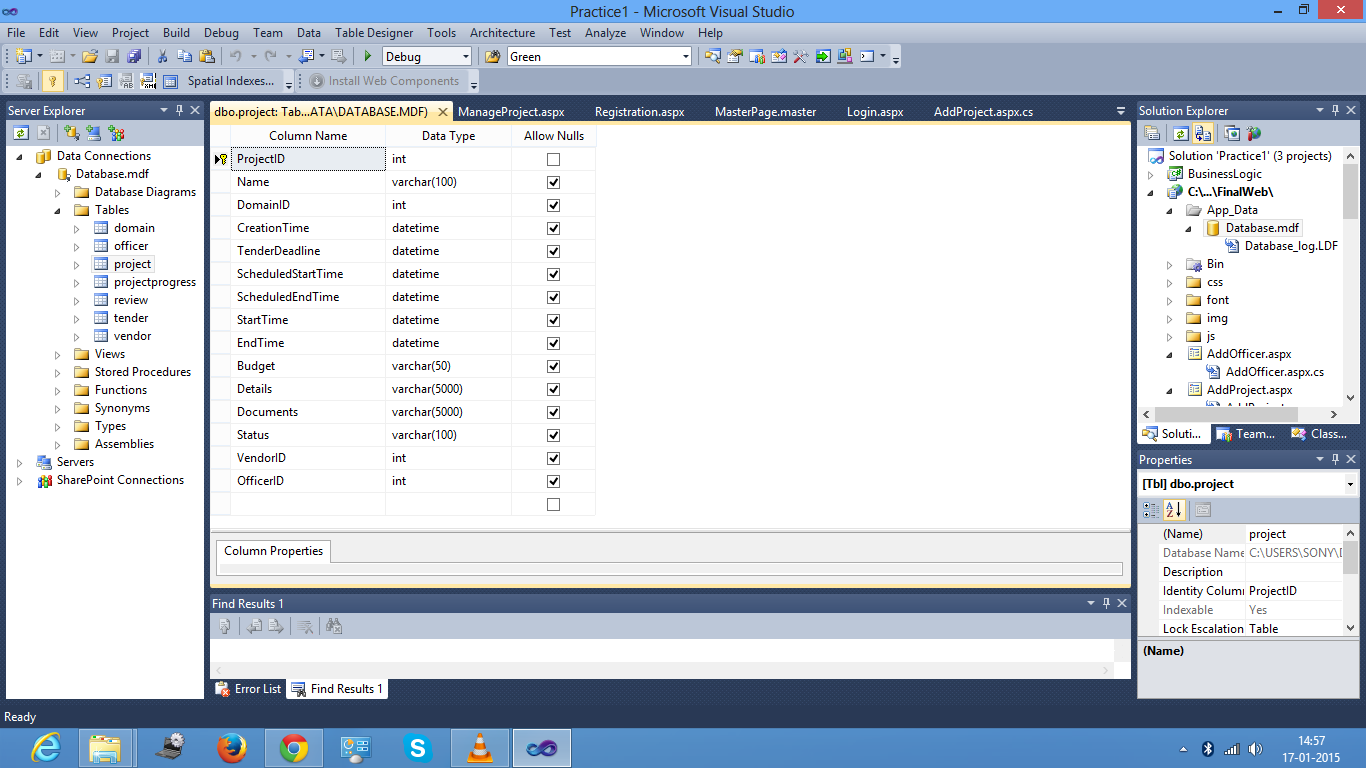 Practice1 - Microsoft Visual Studio
File Edit View Project Build Debug Team Data Table Designer Tools Architecture Test Analyze Window Help
Debug Green
Spatial Indexes... Install Web Components
Server Explorer
Data Connections
Database.mdf
Database Diagrams
Tables
domain
officer
project
projectprogress
review
tender
vendor
Views
Stored Procedures
Functions
Synonyms
Types
Assemblies
Servers
SharePoint Connections
dbo.project: Tab...ATA\DATABASE.MDF) ManageProject.aspx Registration.aspx MasterPage.master Login.aspx AddProject.aspx.cs
Column Name Data Type Allow Nulls
ProjectID int
Name varchar(100)
DomainID int
CreationTime datetime
TenderDeadline datetime
ScheduledStartTime datetime
ScheduledEndTime datetime
StartTime datetime
EndTime datetime
Budget varchar(50)
Details varchar(5000)
Documents varchar(5000)
Status varchar(100)
VendorID int
OfficerID int
Column Properties
Find Results 1
Error List Find Results 1
Solution Explorer
Solution 'Practice1' (3 projects)
BusinessLogic
C:\...\FinalWeb\
App_Data
Database.mdf
Database_log.LDF
Bin
css
font
img
js
AddOfficer.aspx
AddOfficer.aspx.cs
AddProject.aspx
Soluti... Team... Class...
Properties
[Tbl] dbo.project
(Name) project
Database Name C:\USERS\SONY\D
Description
Identity Colum ProjectID
Indexable Yes
Lock Escalation Table
(Name)
Ready
14:57
17-01-2015